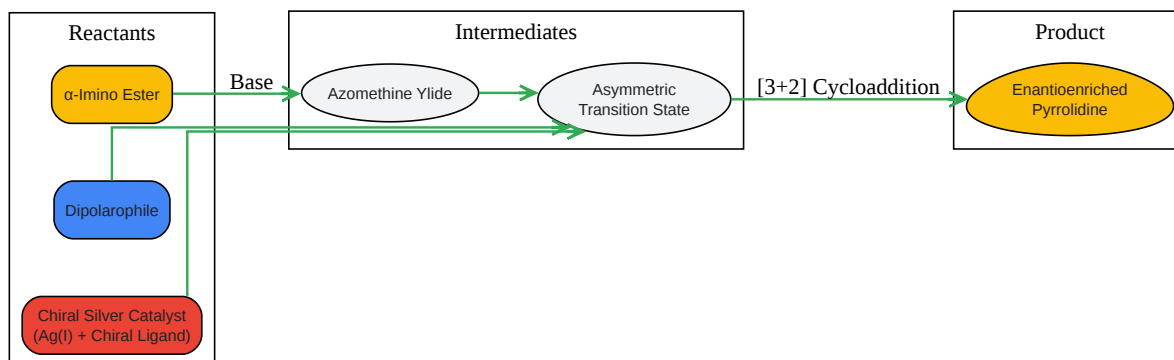 Reactants
α-Imino Ester
Dipolarophile
Chiral Silver Catalyst
(Ag(I) + Chiral Ligand)
Base
Intermediates
Azomethine Ylide
Asymmetric
Transition State
[3+2] Cycloaddition
Product
Enantioenriched
Pyrrolidine